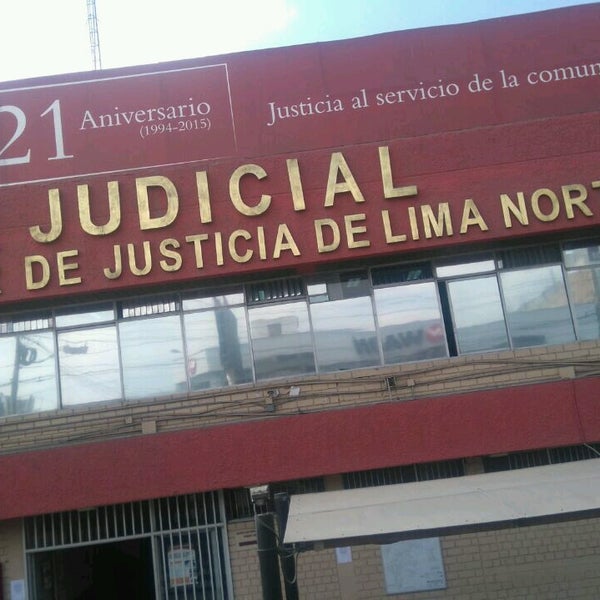 21 Aniversario
(1994-2015)
Justicia al servicio de la comun
JUDICIAL
DE JUSTICIA DE LIMA NORT